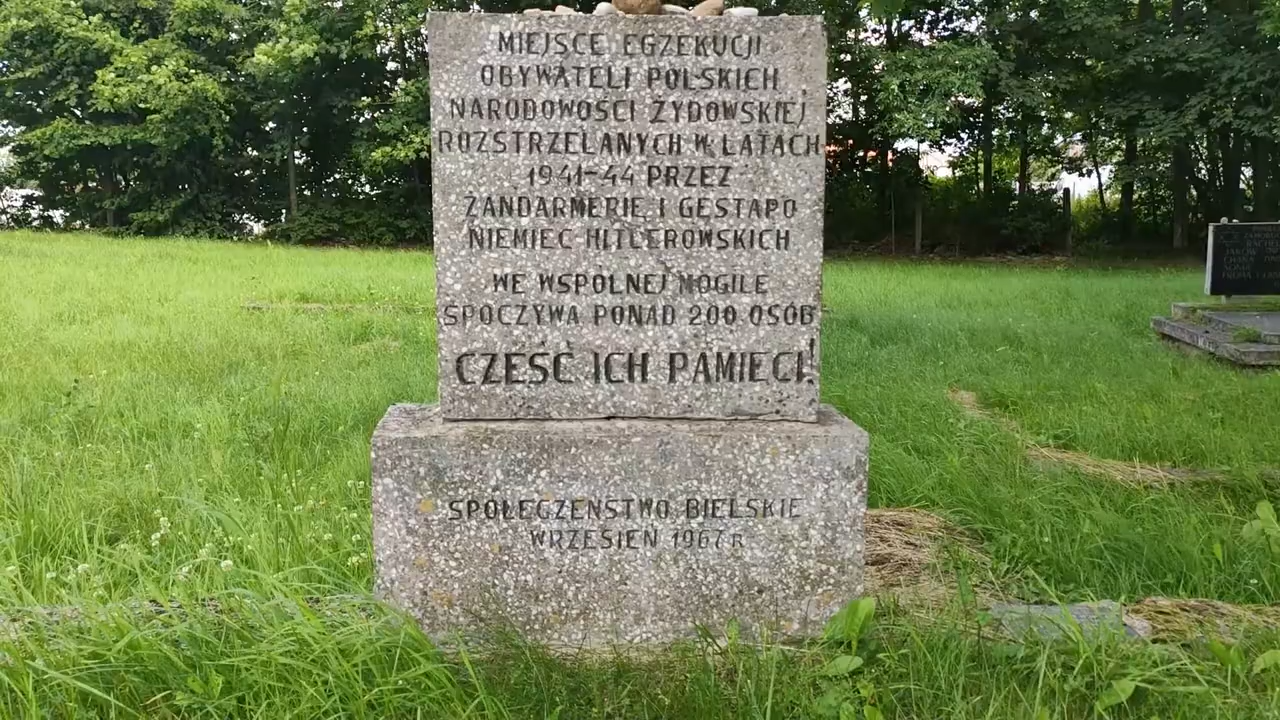 MIEJSCE EGZEKUCJI
OBYWATELI POLSKICH
NARODOWOŚCI ŻYDOWSKIEJ
ROZSTRZELANYCH W LATACH
1941-44 PRZEZ
ŻANDARMERIĘ I GESTAPO
NIEMIEC HITLEROWSKICH
WE WSPÓLNEJ MOGILE
SPOCZYWA PONAD 200 OSÓB
CZEŚĆ ICH PAMIĘCI!
SPOŁECZEŃSTWO BIELSKIE
WRZESIEŃ 1967 R